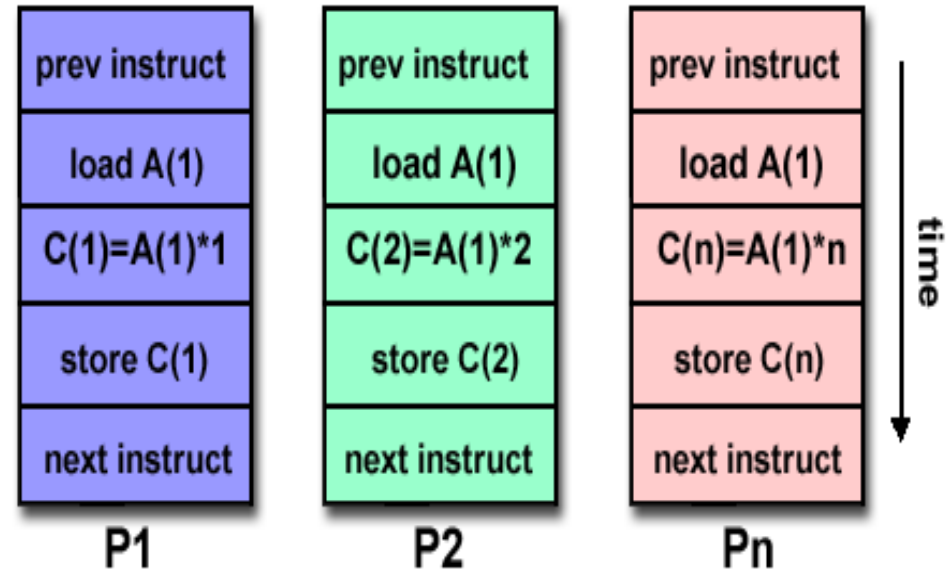 prev instruct
load A(1)
C(1)=A(1)*1
store C(1)
next instruct
P1
prev instruct
load A(1)
C(2)=A(1)*2
store C(2)
next instruct
P2
prev instruct
load A(1)
C(n)=A(1)*n
store C(n)
next instruct
Pn
time